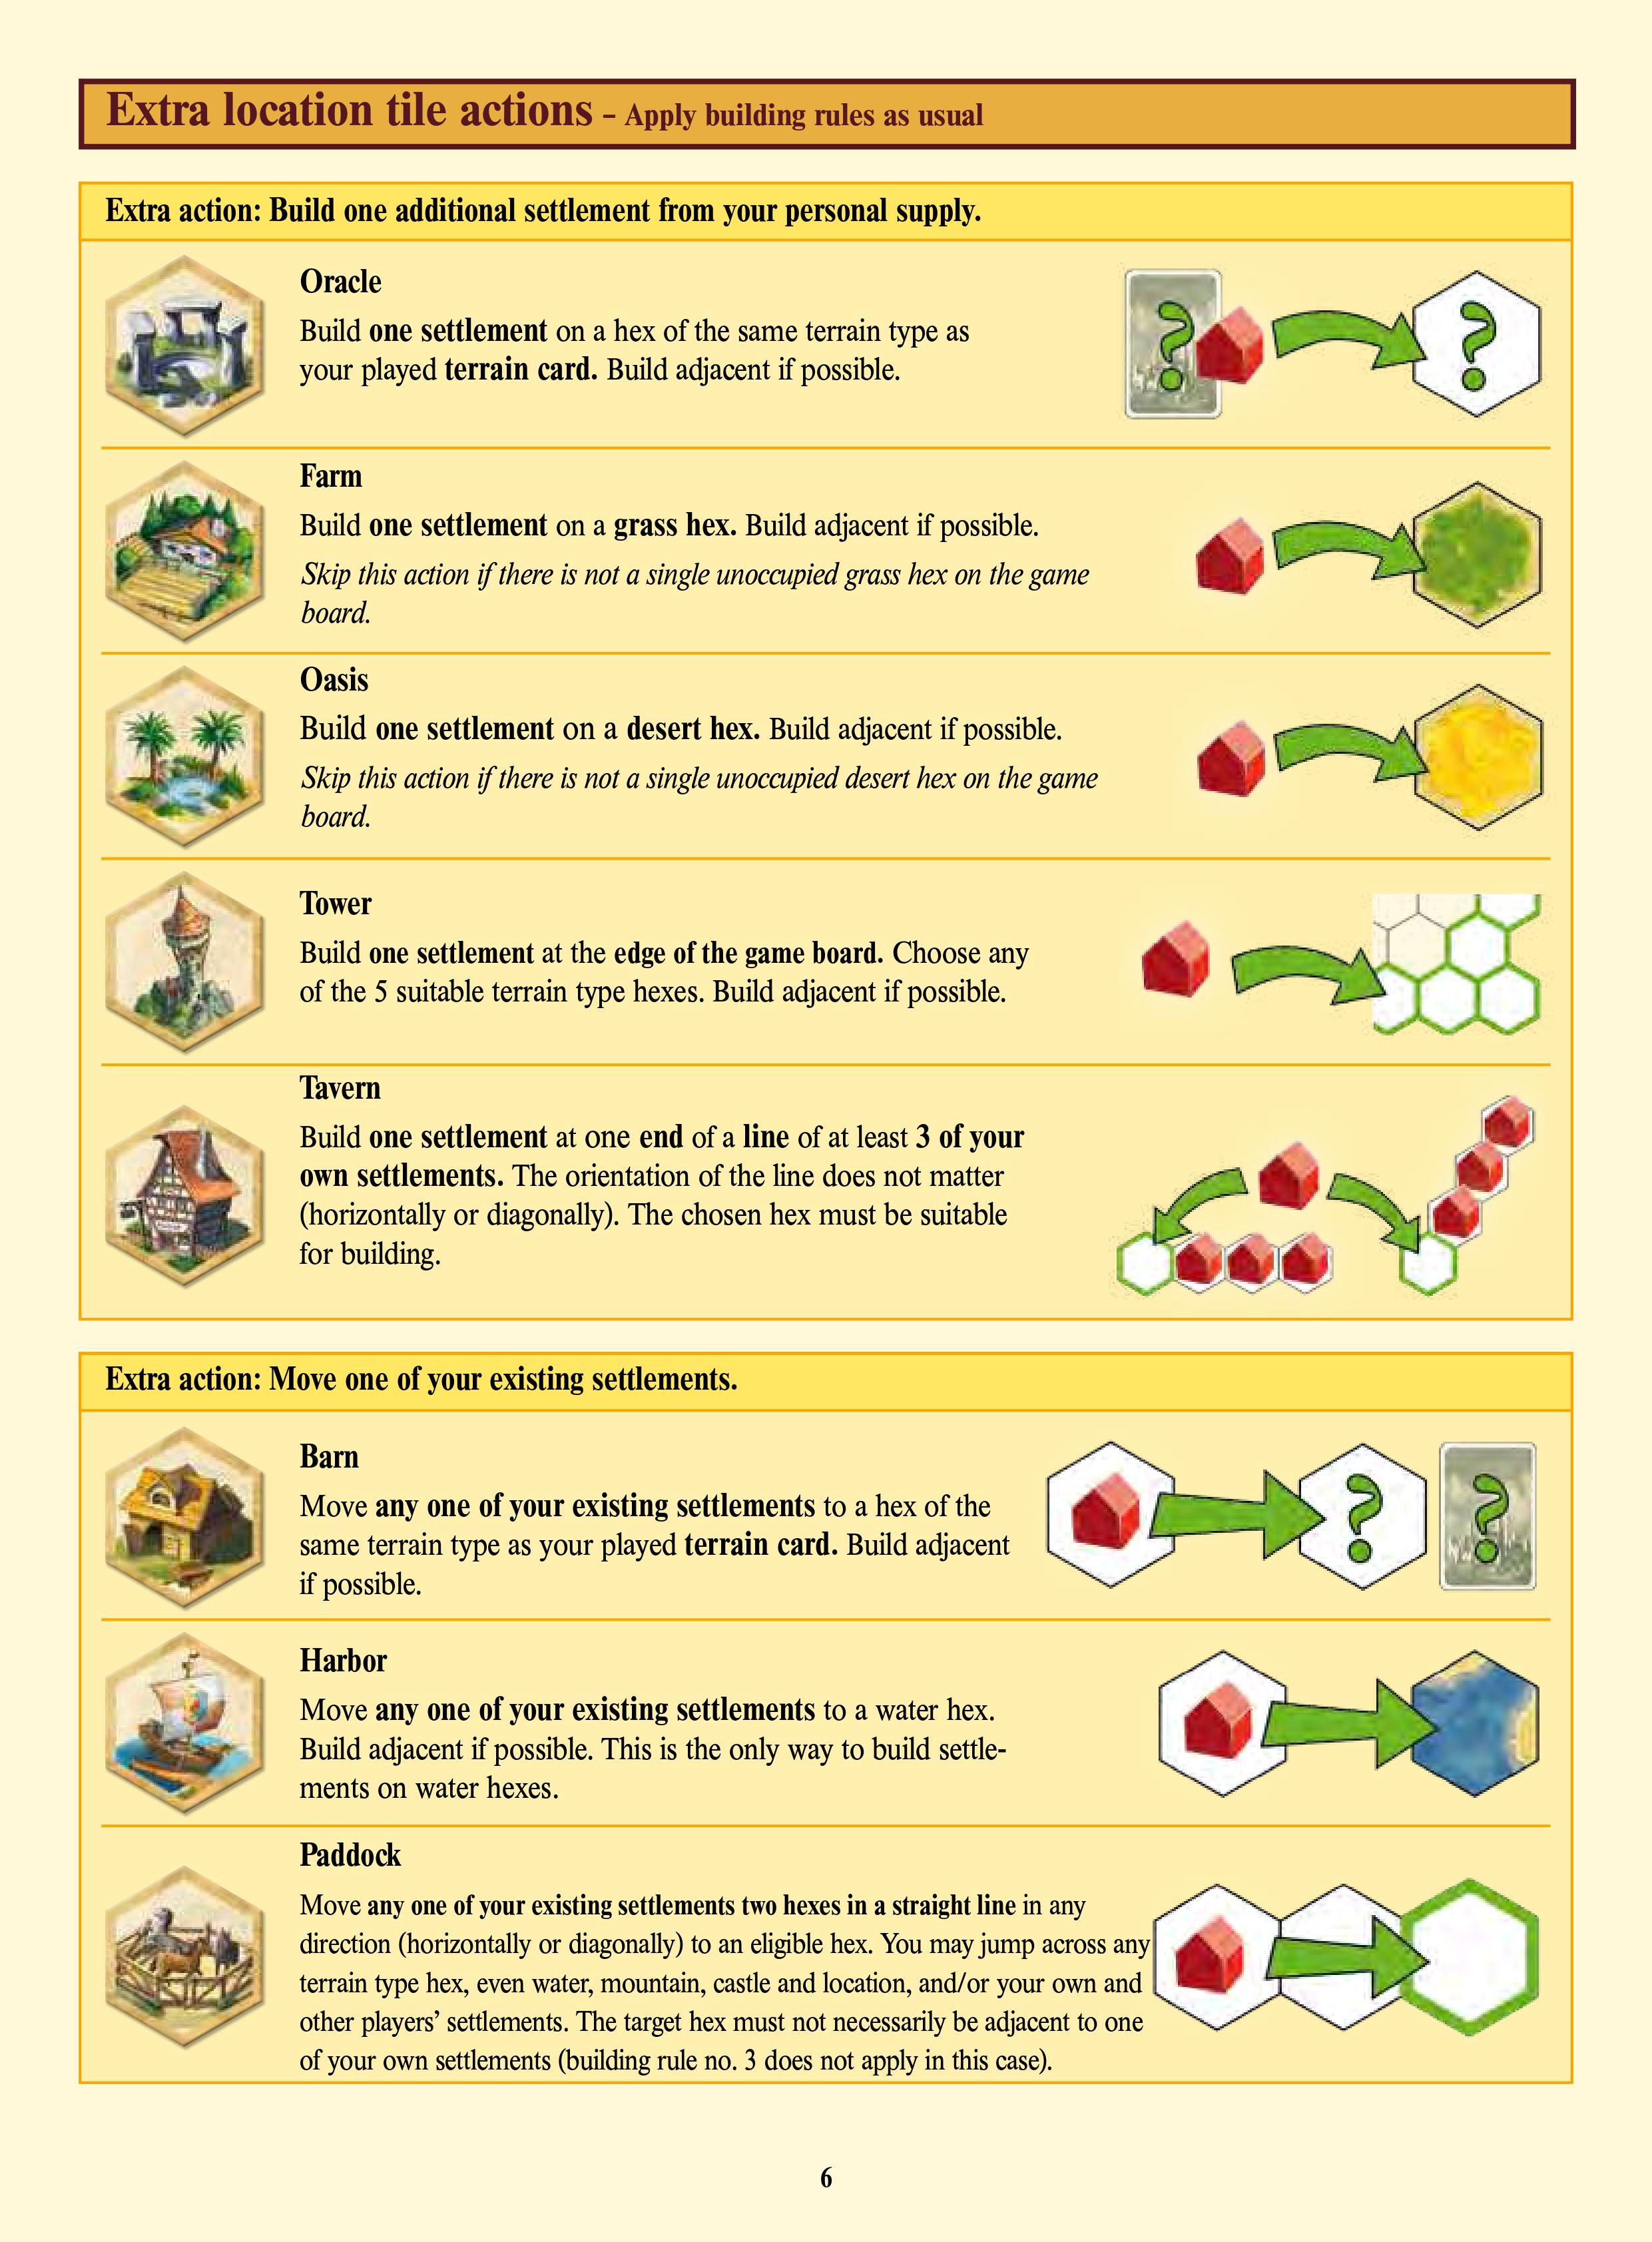 Extra location tile actions – Apply building rules as usual
Extra action: Build one additional settlement from your personal supply.
Oracle
Build one settlement on a hex of the same terrain type as
your played terrain card. Build adjacent if possible.
? ?
Farm
Build one settlement on a grass hex. Build adjacent if possible.
Skip this action if there is not a single unoccupied grass hex on the game
board.
Oasis
Build one settlement on a desert hex. Build adjacent if possible.
Skip this action if there is not a single unoccupied desert hex on the game
board.
Tower
Build one settlement at the edge of the game board. Choose any
of the 5 suitable terrain type hexes. Build adjacent if possible.
Tavern
Build one settlement at one end of a line of at least 3 of your
own settlements. The orientation of the line does not matter
(horizontally or diagonally). The chosen hex must be suitable
for building.
Extra action: Move one of your existing settlements.
Barn
Move any one of your existing settlements to a hex of the
same terrain type as your played terrain card. Build adjacent
if possible.
? ?
Harbor
Move any one of your existing settlements to a water hex.
Build adjacent if possible. This is the only way to build settle-
ments on water hexes.
Paddock
Move any one of your existing settlements two hexes in a straight line in any
direction (horizontally or diagonally) to an eligible hex. You may jump across any
terrain type hex, even water, mountain, castle and location, and/or your own and
other players’ settlements. The target hex must not necessarily be adjacent to one
of your own settlements (building rule no. 3 does not apply in this case).
6